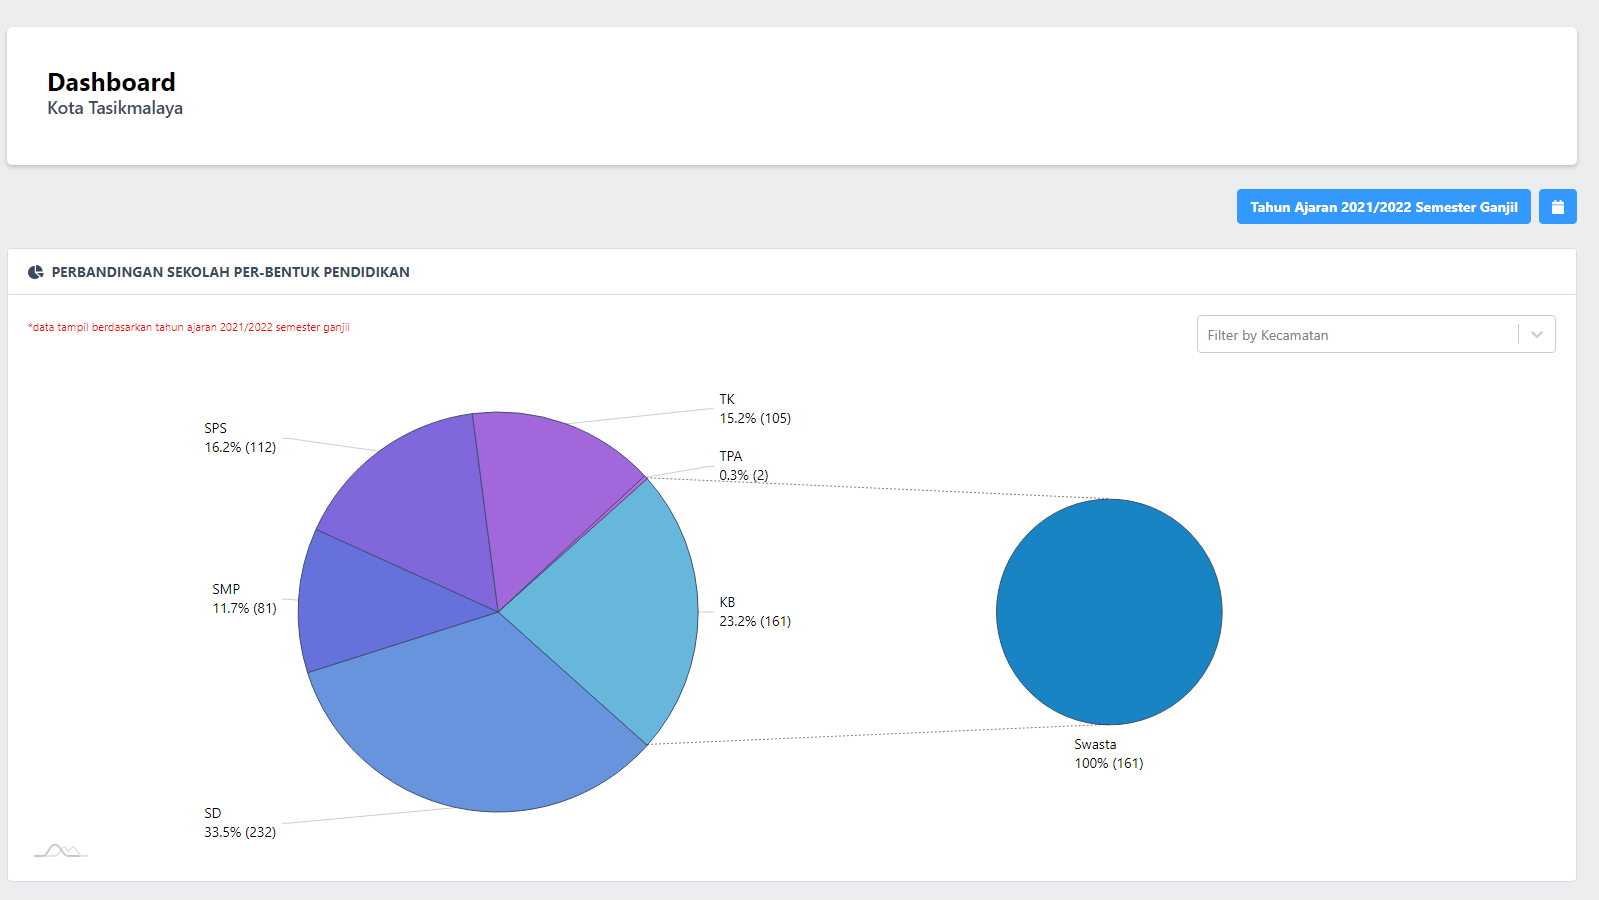 Dashboard
Kota Tasikmalaya
Tahun Ajaran 2021/2022 Semester Ganjil
PERBANDINGAN SEKOLAH PER-BENTUK PENDIDIKAN
*data tampil berdasarkan tahun ajaran 2021/2022 semester ganjil
Filter by Kecamatan
TK
15.2% (105)
SPS
16.2% (112)
TPA
0.3% (2)
SMP
11.7% (81)
KB
23.2% (161)
Swasta
100% (161)
SD
33.5% (232)